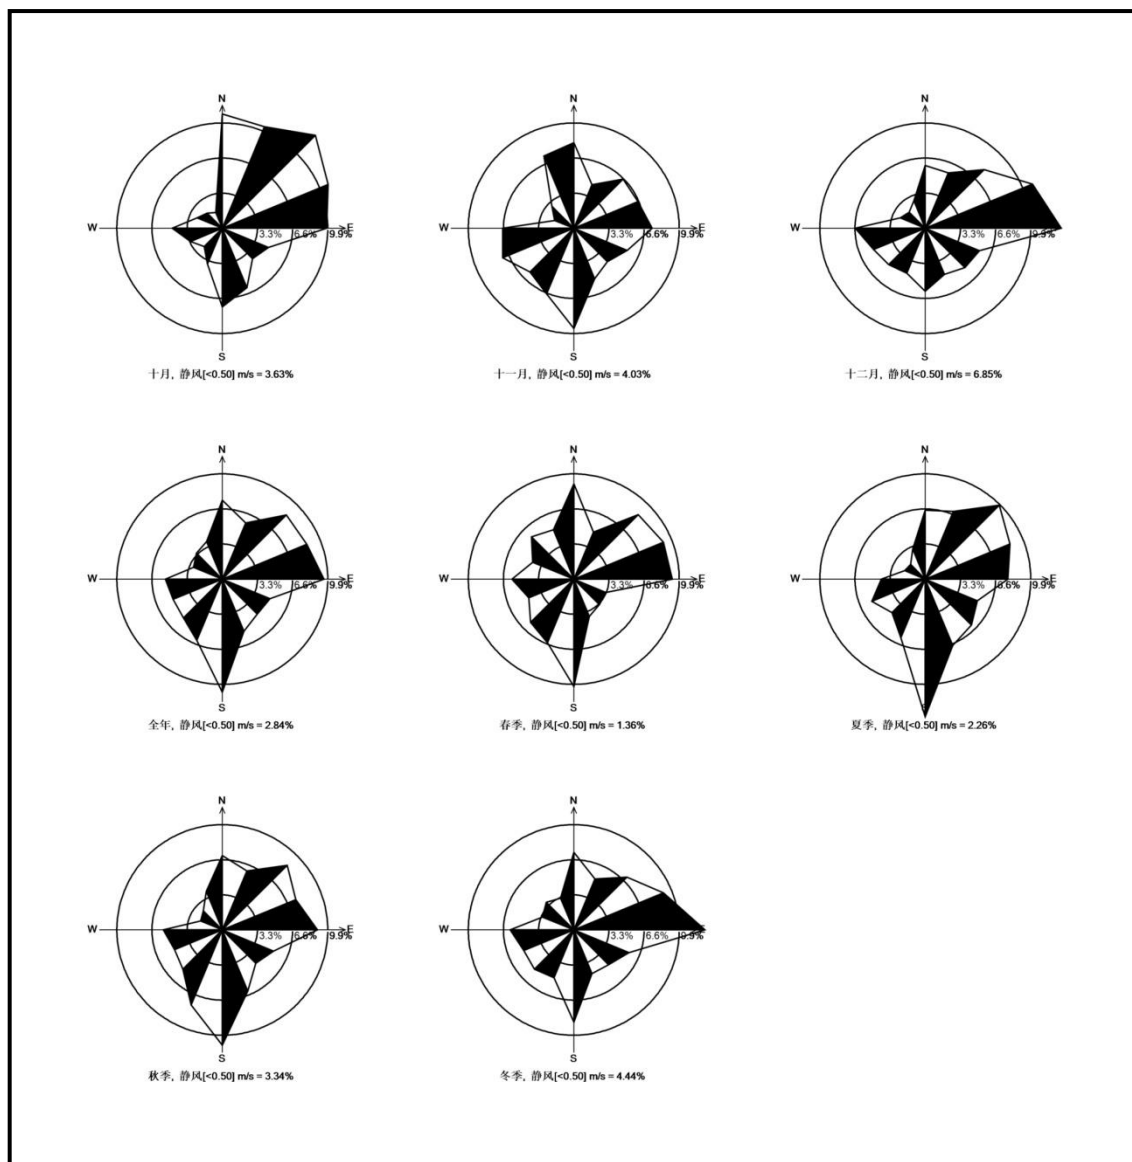 N
W
3.3%
6.6%
9.9%
E
S
十月, 静风[<0.50] m/s = 3.63%
N
W
3.3%
6.6%
9.9%
E
S
十一月, 静风[<0.50] m/s = 4.03%
N
W
3.3%
6.6%
9.9%
E
S
十二月, 静风[<0.50] m/s = 6.85%
N
W
3.3%
6.6%
9.9%
E
S
全年, 静风[<0.50] m/s = 2.84%
N
W
3.3%
6.6%
9.9%
E
S
春季, 静风[<0.50] m/s = 1.36%
N
W
3.3%
6.6%
9.9%
E
S
夏季, 静风[<0.50] m/s = 2.26%
N
W
3.3%
6.6%
9.9%
E
S
秋季, 静风[<0.50] m/s = 3.34%
N
W
3.3%
6.6%
9.9%
E
S
冬季, 静风[<0.50] m/s = 4.44%